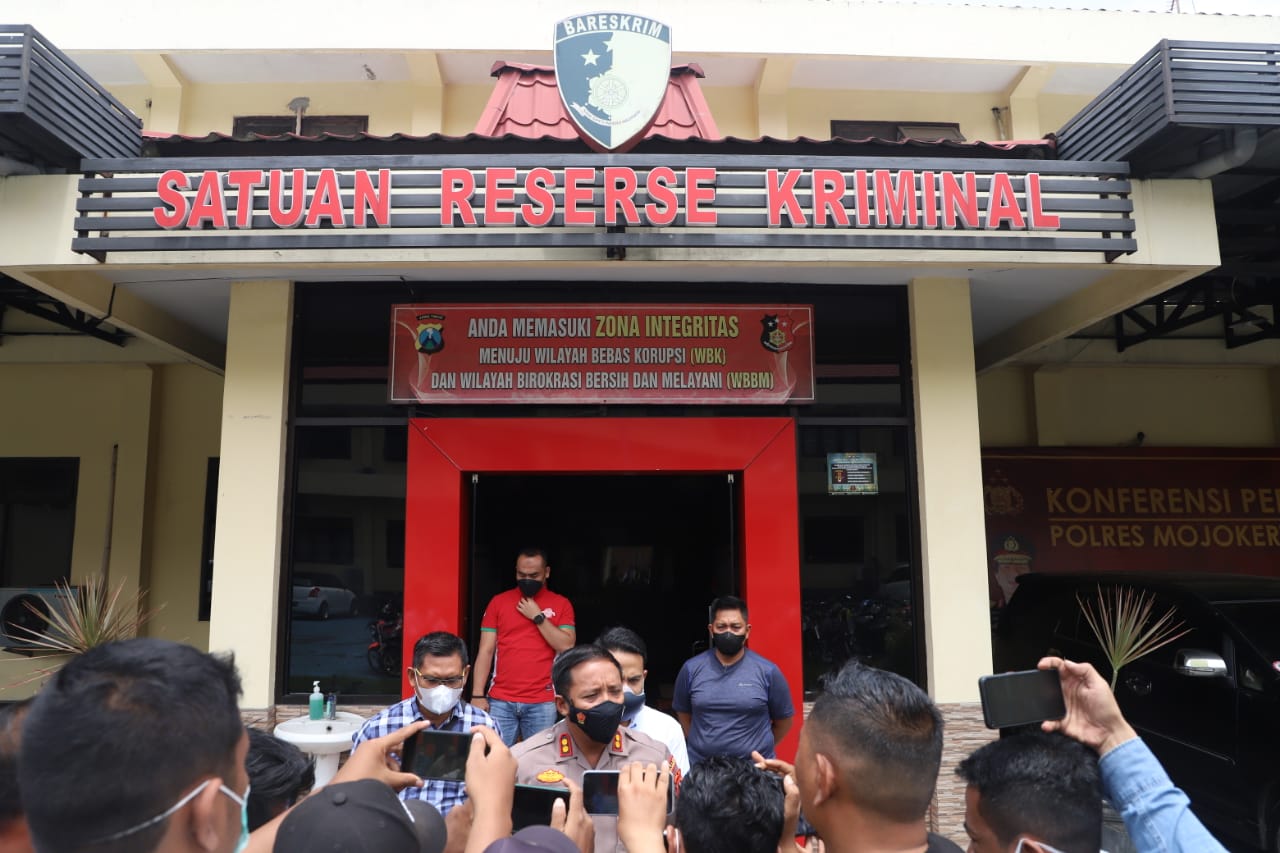 BARESKRIM
SATUAN RESERSE KRIMINAL
ANDA MEMASUKI ZONA INTEGRITAS
MENUJU WILAYAH BEBAS KORUPSI (WBK)
DAN WILAYAH BIROKRASI BERSIH DAN MELAYANI (WBBM)
KONFERENSI PE
POLRES MOJOKER